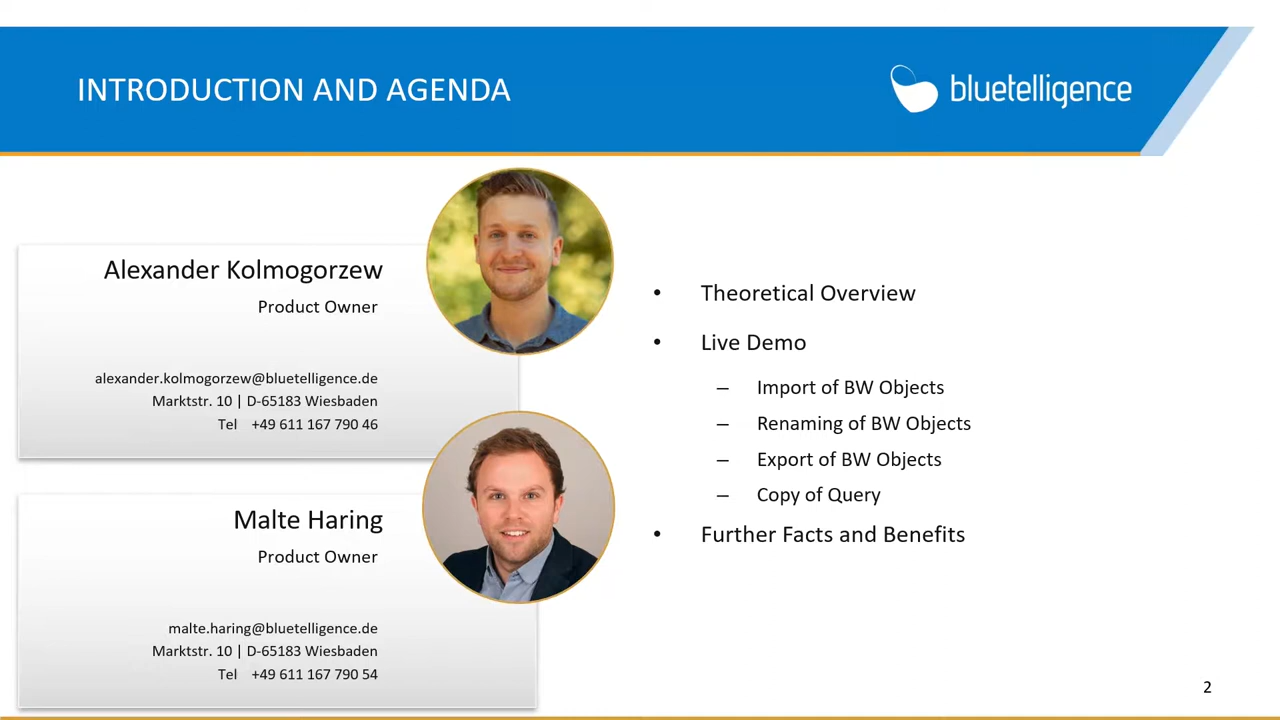 INTRODUCTION AND AGENDA
bluetelligence
Alexander Kolmogorzew
Product Owner
alexander.kolmogorzew@bluetelligence.de
Marktstr. 10 | D-65183 Wiesbaden
Tel +49 611 167 790 46
Malte Haring
Product Owner
malte.haring@bluetelligence.de
Marktstr. 10 | D-65183 Wiesbaden
Tel +49 611 167 790 54
• Theoretical Overview
• Live Demo
– Import of BW Objects
– Renaming of BW Objects
– Export of BW Objects
– Copy of Query
• Further Facts and Benefits
2